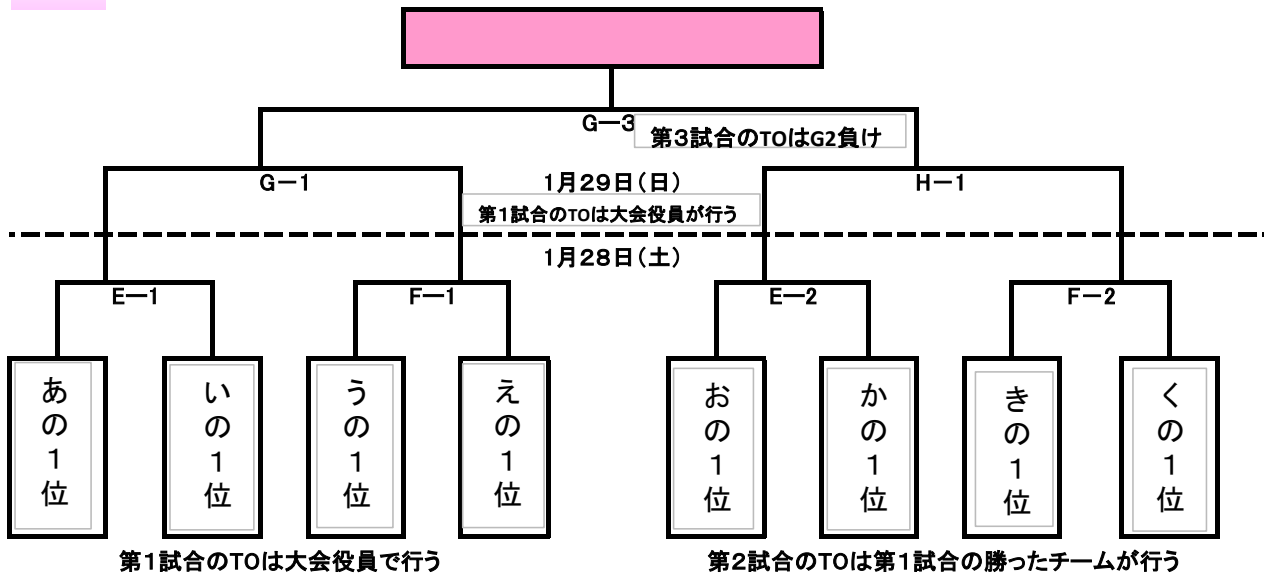 G－3
第3試合のTOはG2負け
G－1
1月29日(日)
H－1
第1試合のTOは大会役員が行う
1月28日(土)
E－1
F－1
E－2
F－2
あの1位
いの1位
うの1位
えの1位
おの1位
かの1位
きの1位
くの1位
第1試合のTOは大会役員で行う
第2試合のTOは第1試合の勝ったチームが行う